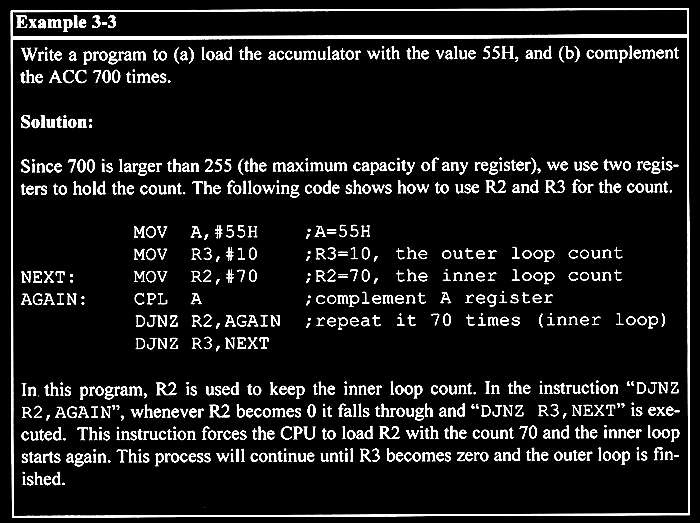 Example 3-3
Write a program to (a) load the accumulator with the value 55H, and (b) complement
the ACC 700 times.
Solution:
Since 700 is larger than 255 (the maximum capacity of any register), we use two regis-
ters to hold the count. The following code shows how to use R2 and R3 for the count.
MOV A,#55H ;A=55H
MOV R3,#10 ;R3=10, the outer loop count
NEXT: MOV R2,#70 ;R2=70, the inner loop count
AGAIN: CPL A ;complement A register
DJNZ R2,AGAIN ;repeat it 70 times (inner loop)
DJNZ R3,NEXT
In this program, R2 is used to keep the inner loop count. In the instruction “DJNZ
R2,AGAIN”, whenever R2 becomes 0 it falls through and “DJNZ R3,NEXT” is exe-
cuted. This instruction forces the CPU to load R2 with the count 70 and the inner loop
starts again. This process will continue until R3 becomes zero and the outer loop is fin-
ished.